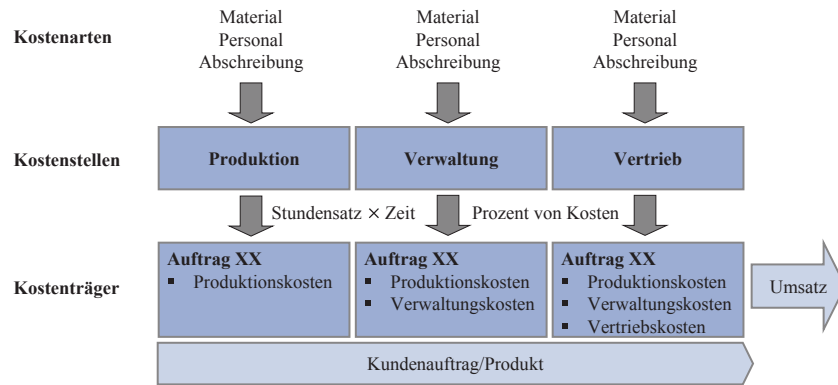 Kostenarten
Material
Personal
Abschreibung
Material
Personal
Abschreibung
Material
Personal
Abschreibung
Kostenstellen
Produktion
Verwaltung
Vertrieb
Stundensatz × Zeit
Prozent von Kosten
Kostenträger
Auftrag XX
▪ Produktionskosten
Auftrag XX
▪ Produktionskosten
▪ Verwaltungskosten
Auftrag XX
▪ Produktionskosten
▪ Verwaltungskosten
▪ Vertriebskosten
Umsatz
Kundenauftrag/Produkt